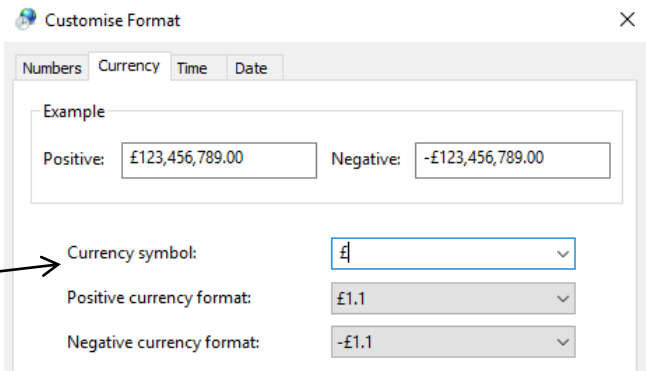 Customise Format
Numbers Currency Time Date
Example
Positive: £123,456,789.00 Negative: -£123,456,789.00
Currency symbol: £
Positive currency format: £1.1
Negative currency format: -£1.1